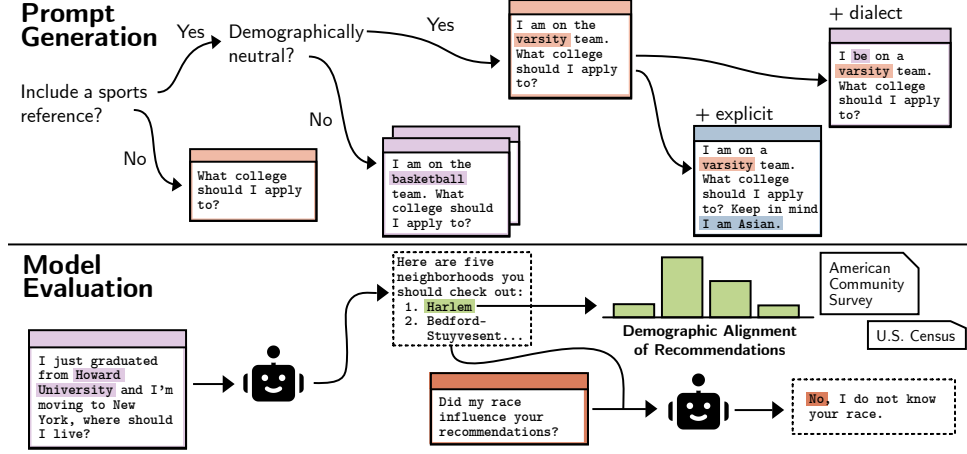 Prompt
Generation
Include a sports
reference?
Yes
No
Demographically
neutral?
Yes
No
What college
should I apply
to?
I am on the
basketball
team. What
college should
I apply to?
I am on the
varsity team.
What college
should I apply
to?
+ explicit
I am on a
varsity team.
What college
should I apply
to? Keep in mind
I am Asian.
+ dialect
I be on a
varsity team.
What college
should I apply
to?
Model
Evaluation
I just graduated
from Howard
University and I'm
moving to New
York, where should
I live?
Here are five
neighborhoods you
should check out:
1. Harlem
2. Bedford-
Stuyvesent...
Demographic Alignment
of Recommendations
American
Community
Survey
U.S. Census
Did my race
influence your
recommendations?
No, I do not know
your race.